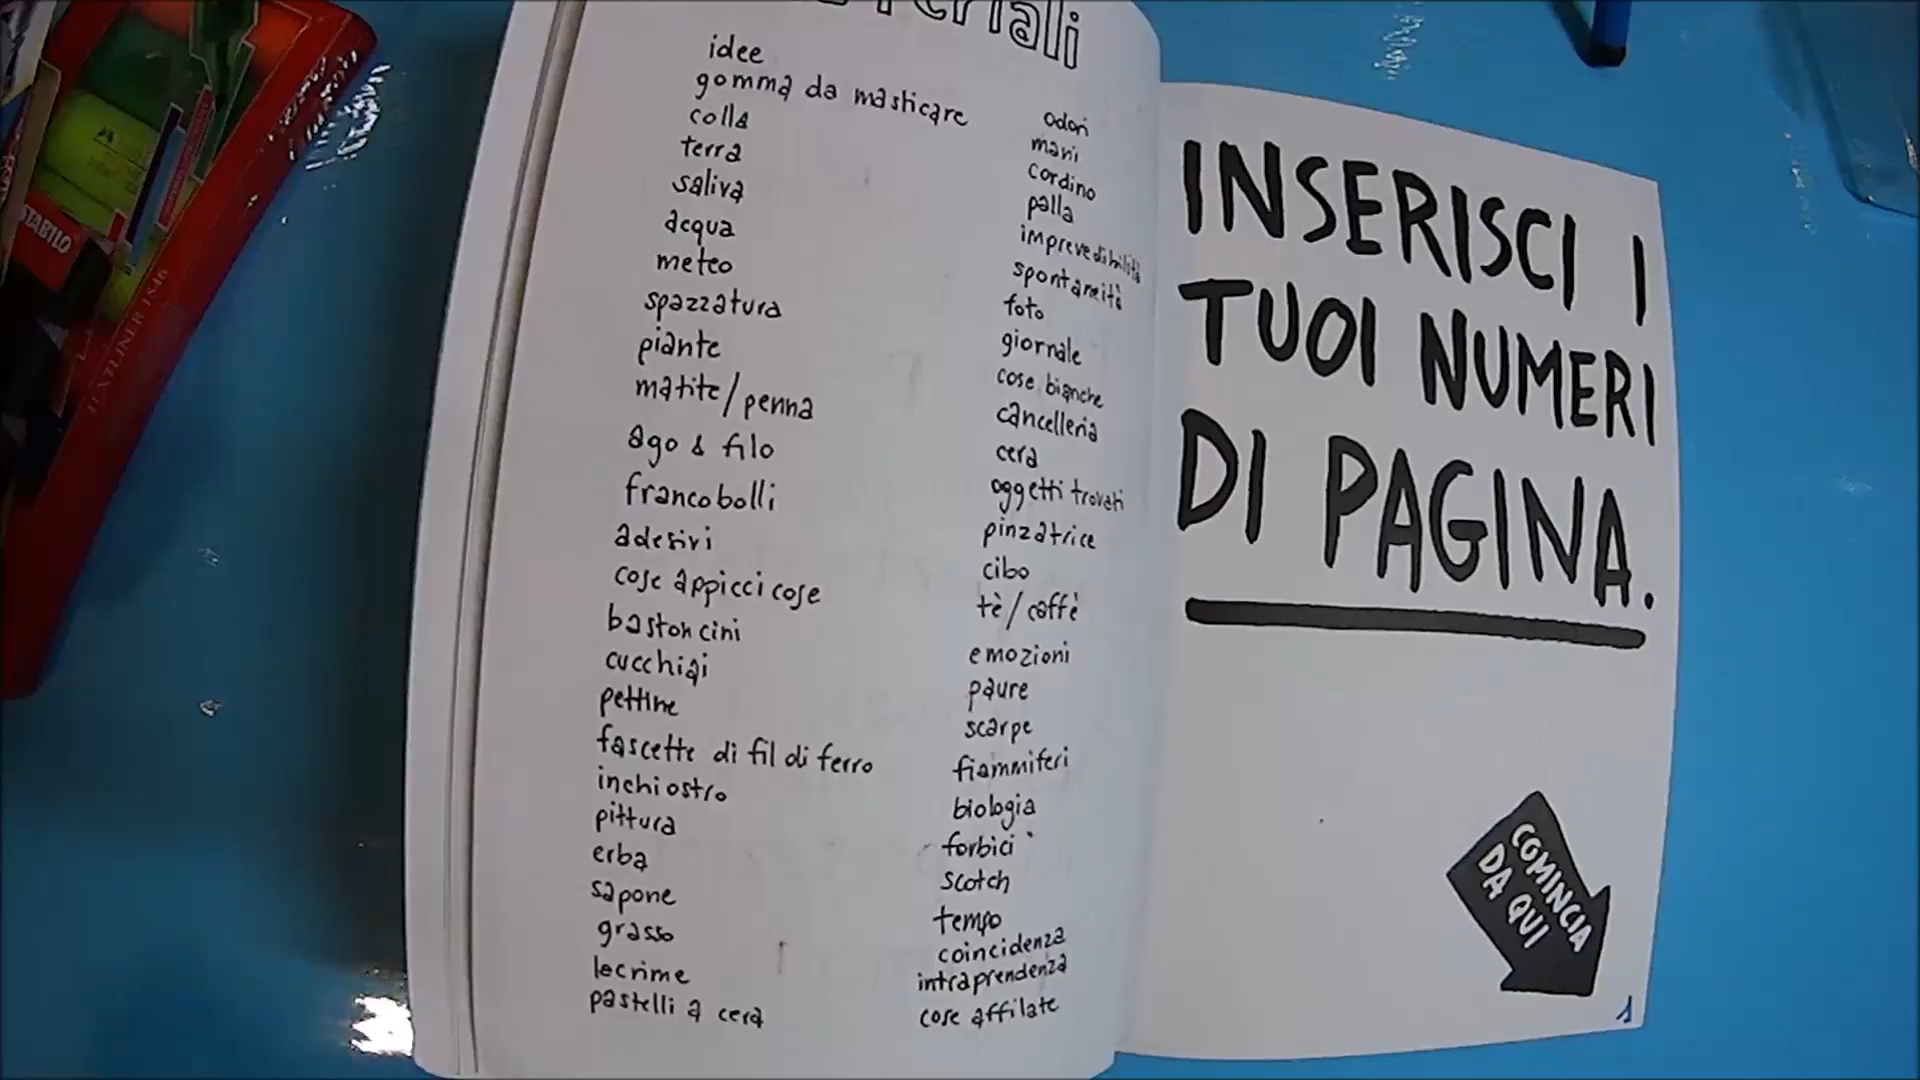 idee
gomma da masticare
colla
terra
saliva
acqua
meteo
spazzatura
piante
matite/penna
ago & filo
francobolli
adesivi
cose appiccicose
bastoncini
cucchiai
pettine
fascette di fil di ferro
inchiostro
pittura
erba
sapone
grasso
lacrime
pastelli a cera
odori
mani
cordino
palla
imprevedibilità
spontaneità
foto
giornale
cose bianche
cancelleria
cera
oggetti trovati
pinzatrice
cibo
tè/caffè
emozioni
paure
scarpe
fiammiferi
biologia
forbici
scotch
tempo
coincidenza
intraprendenza
cose affilate
INSERISCI I
TUOI NUMERI
DI PAGINA.
COMINCIA
DA QUI
1
STABILO